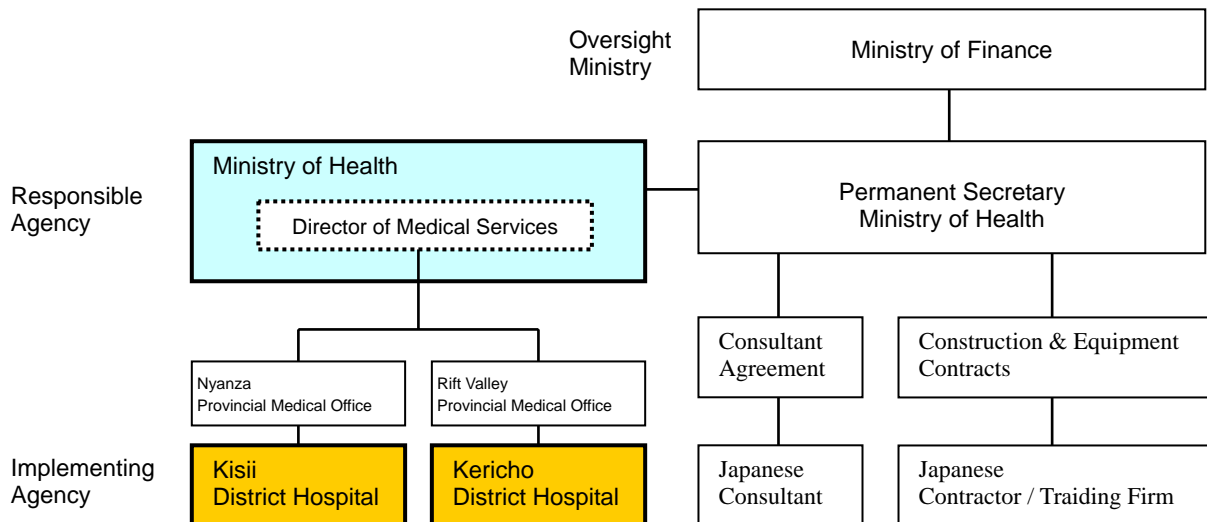 Oversight
Ministry
Ministry of Finance
Responsible
Agency
Ministry of Health
Director of Medical Services
Permanent Secretary
Ministry of Health
Nyanza
Provincial Medical Office
Rift Valley
Provincial Medical Office
Consultant
Agreement
Construction & Equipment
Contracts
Implementing
Agency
Kisii
District Hospital
Kericho
District Hospital
Japanese
Consultant
Japanese
Contractor / Traiding Firm